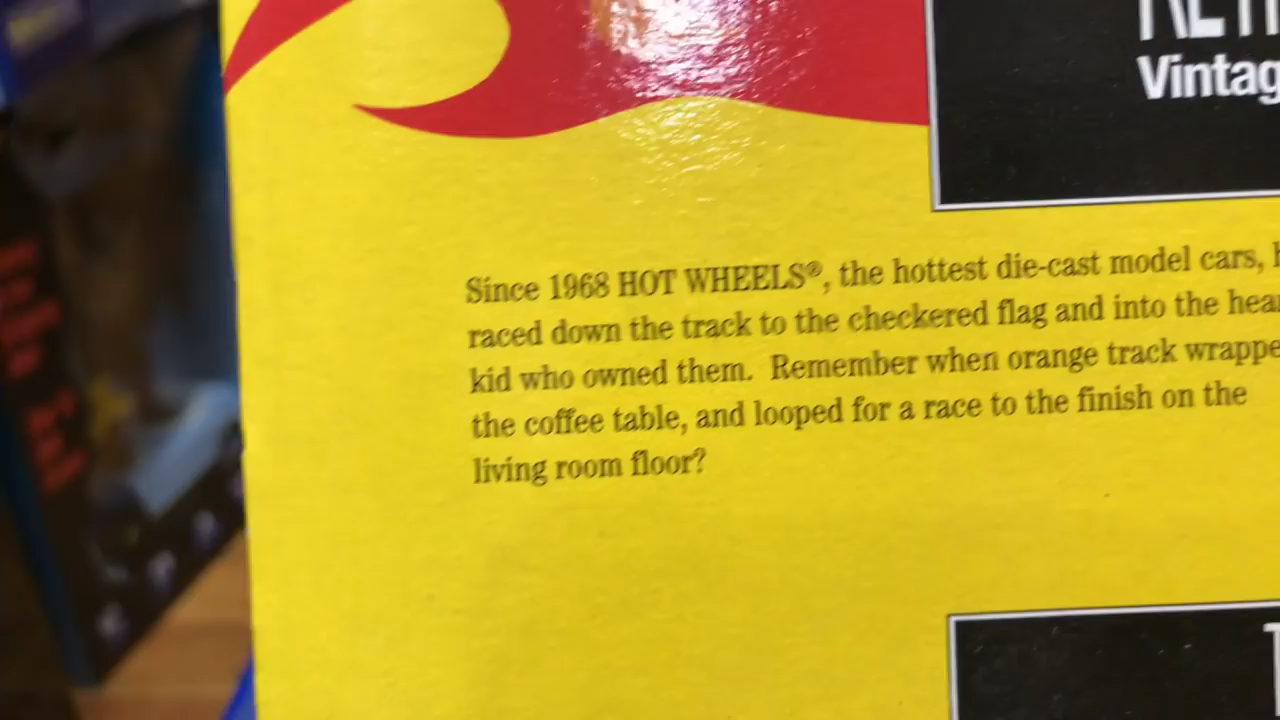 Vintag
Since 1968 HOT WHEELS®, the hottest die-cast model cars,
raced down the track to the checkered flag and into the
kid who owned them. Remember when orange track
the coffee table, and looped for a race to the finish on the
living room floor?